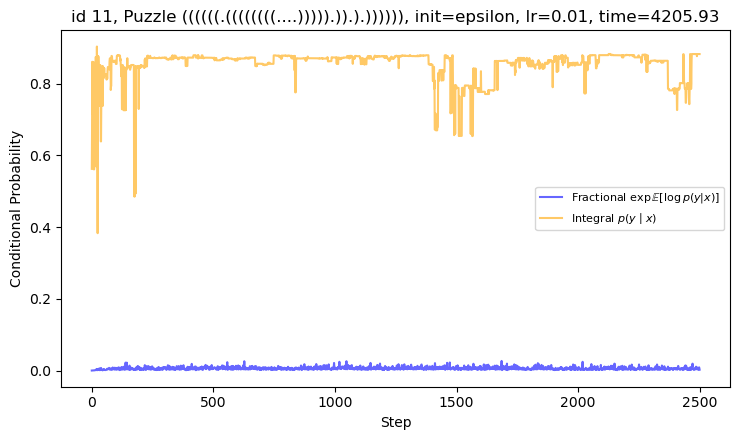 id 11, Puzzle ((((((.((((((((....))))).)).).)))))), init=epsilon, lr=0.01, time=4205.93
Conditional Probability
0.8
0.6
0.4
0.2
0.0
Fractional exp𝔼[log p(y|x)]
Integral p(y | x)
0
500
1000
1500
2000
2500
Step